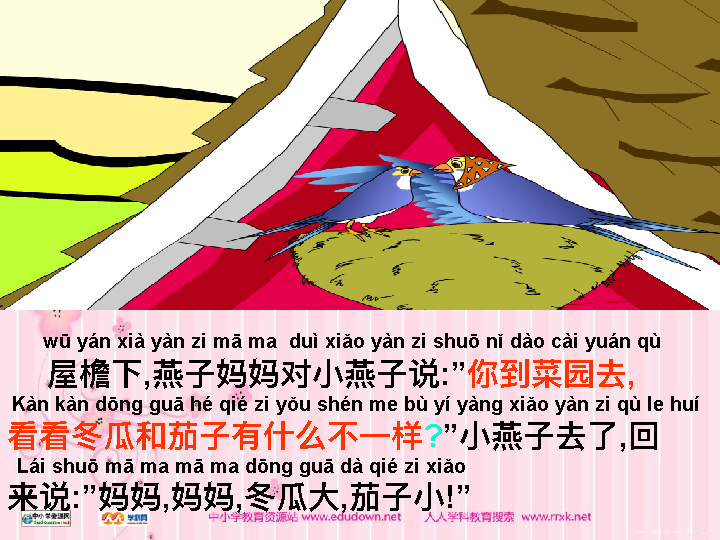 wū yán xià yàn zi mā ma duì xiǎo yàn zi shuō nǐ dào cài yuán qù
屋檐下,燕子妈妈对小燕子说:”你到菜园去,
Kàn kàn dōng guā hé qié zi yǒu shén me bù yí yàng xiǎo yàn zi qù le huí
看看冬瓜和茄子有什么不一样?”小燕子去了,回
Lái shuō mā ma mā ma dōng guā dà qié zi xiǎo
来说:”妈妈,妈妈,冬瓜大,茄子小!”
中小学教育资源站 www.edudown.net 人人学科教育搜索 www.rrxk.net